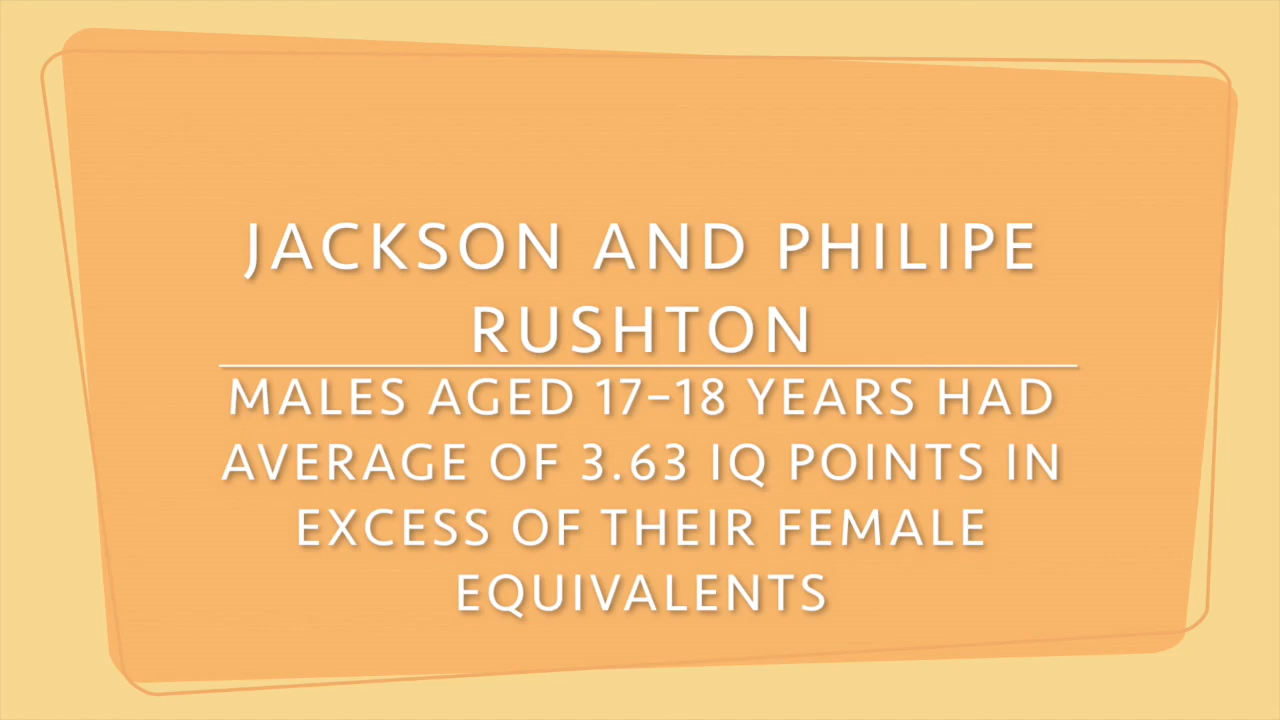 JACKSON AND PHILIPE
RUSHTON
MALES AGED 17–18 YEARS HAD
AVERAGE OF 3.63 IQ POINTS IN
EXCESS OF THEIR FEMALE
EQUIVALENTS